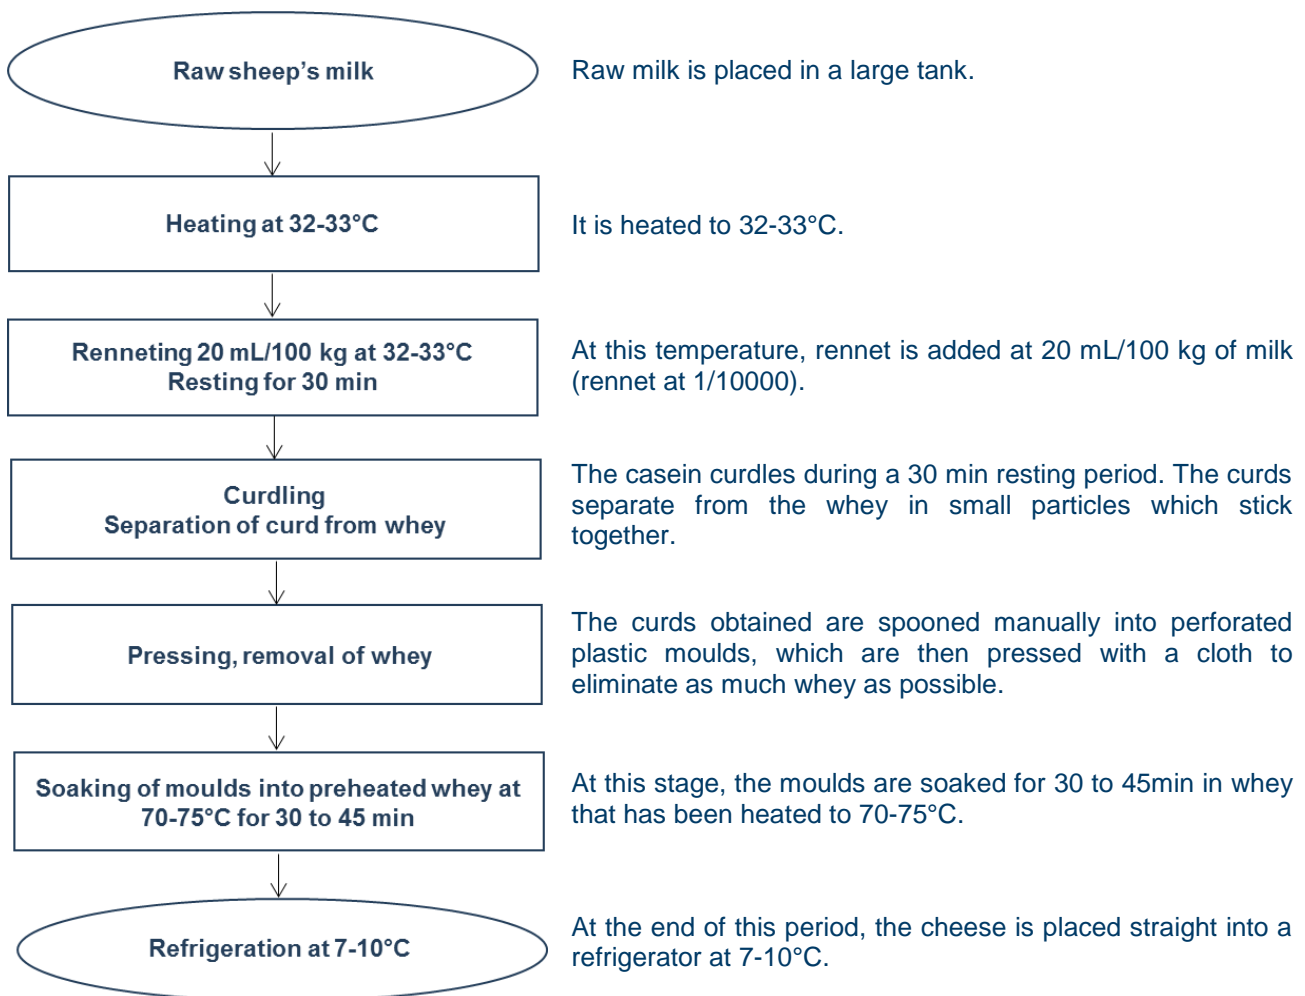 Raw sheep's milk
Raw milk is placed in a large tank.
Heating at 32-33°C
It is heated to 32-33°C.
Renneting 20 mL/100 kg at 32-33°C
Resting for 30 min
At this temperature, rennet is added at 20 mL/100 kg of milk
(rennet at 1/10000).
Curdling
Separation of curd from whey
The casein curdles during a 30 min resting period. The curds
separate from the whey in small particles which stick
together.
Pressing, removal of whey
The curds obtained are spooned manually into perforated
plastic moulds, which are then pressed with a cloth to
eliminate as much whey as possible.
Soaking of moulds into preheated whey at
70-75°C for 30 to 45 min
At this stage, the moulds are soaked for 30 to 45min in whey
that has been heated to 70-75°C.
Refrigeration at 7-10°C
At the end of this period, the cheese is placed straight into a
refrigerator at 7-10°C.